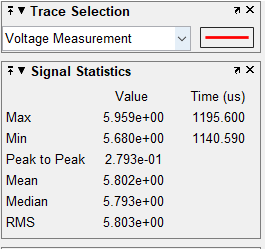 Trace Selection
Voltage Measurement
Signal Statistics
Value Time (us)
Max 5.959e+00 1195.600
Min 5.680e+00 1140.590
Peak to Peak 2.793e-01
Mean 5.802e+00
Median 5.793e+00
RMS 5.803e+00